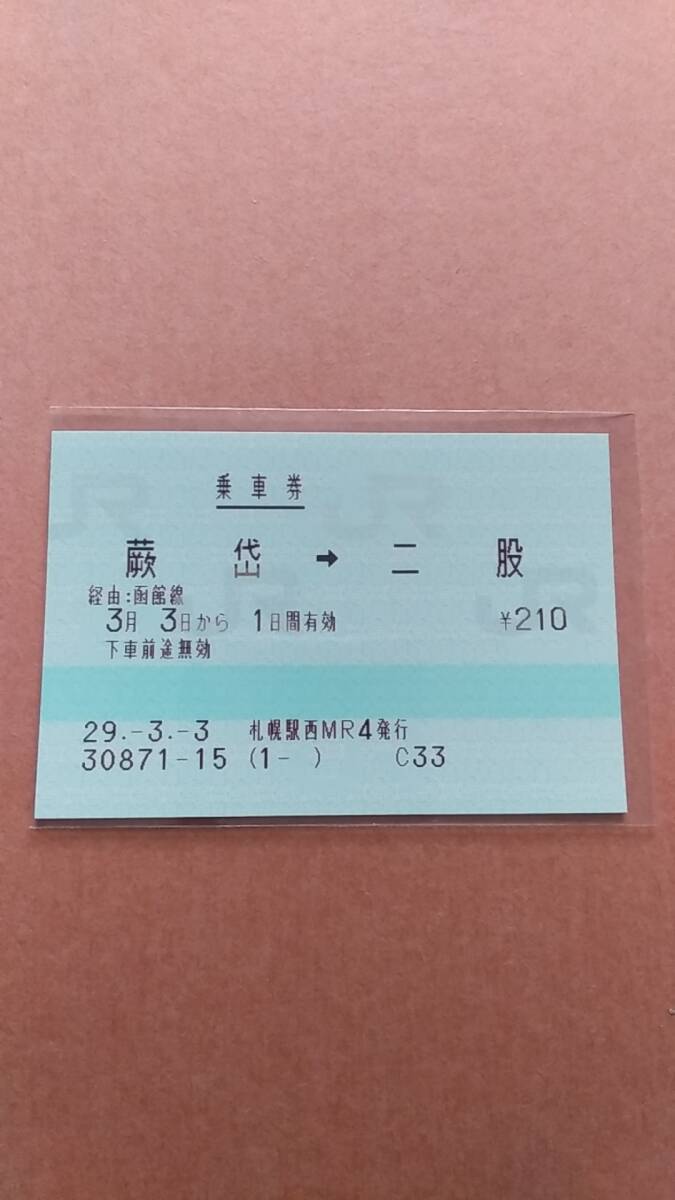 乗車券
蕨岱 → 二股
経由:函館線
3月 3日から 1日間有効 ¥210
下車前途無効
29.-3.-3 札幌駅西MR4発行
30871-15 (1- ) C33